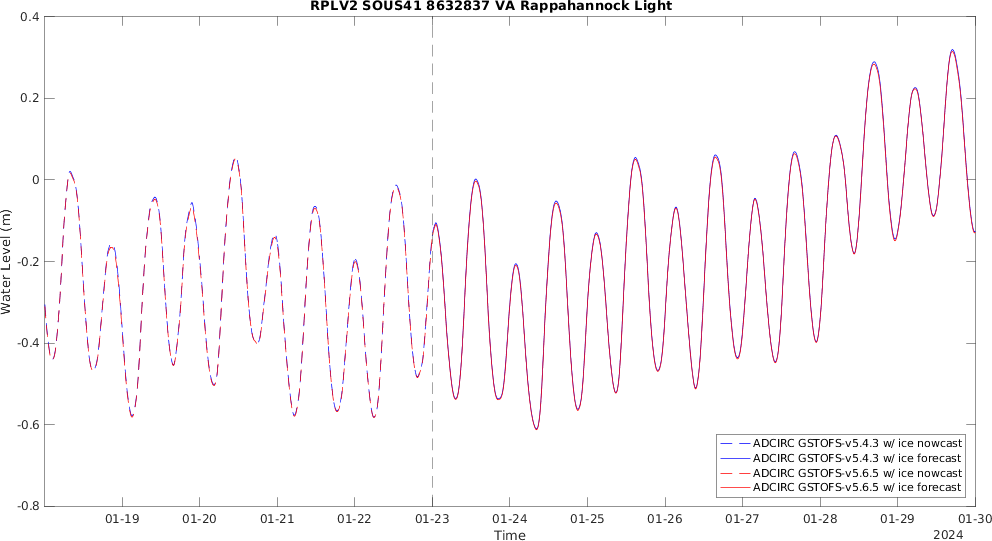 RPLV2 SOUS41 8632837 VA Rappahannock Light
0.4
0.2
0
-0.2
-0.4
-0.6
-0.8
Water Level (m)
ADCIRC GSTOFS-v5.4.3 w/ ice nowcast
ADCIRC GSTOFS-v5.4.3 w/ ice forecast
ADCIRC GSTOFS-v5.6.5 w/ ice nowcast
ADCIRC GSTOFS-v5.6.5 w/ ice forecast
01-19 01-20 01-21 01-22 01-23 01-24 01-25 01-26 01-27 01-28 01-29 01-30
Time
2024